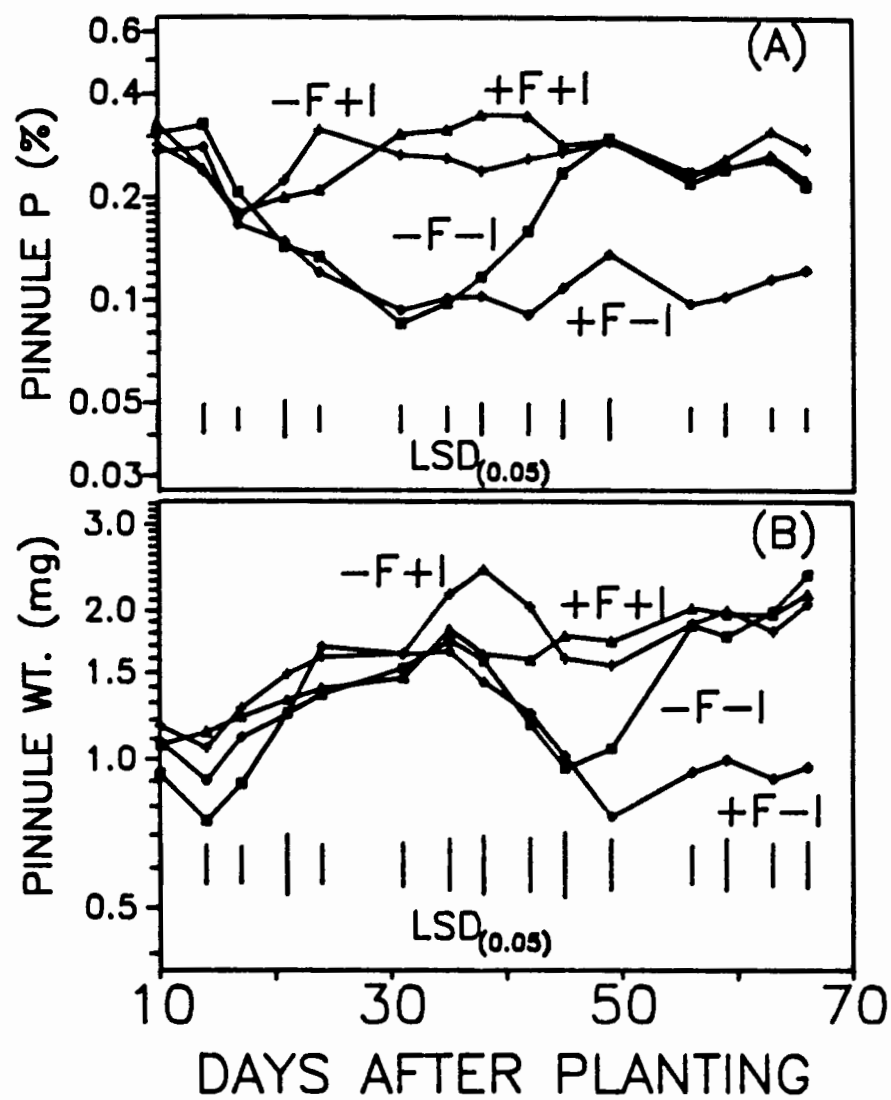 (A)
PINNULE P (%)
0.6
0.4
0.2
0.1
0.05
0.03
-F+I
+F+I
-F-I
+F-I
LSD(0.05)
(B)
PINNULE WT. (mg)
3.0
2.0
1.5
1.0
0.5
-F+I
+F+I
-F-I
+F-I
LSD(0.05)
10 30 50 70
DAYS AFTER PLANTING